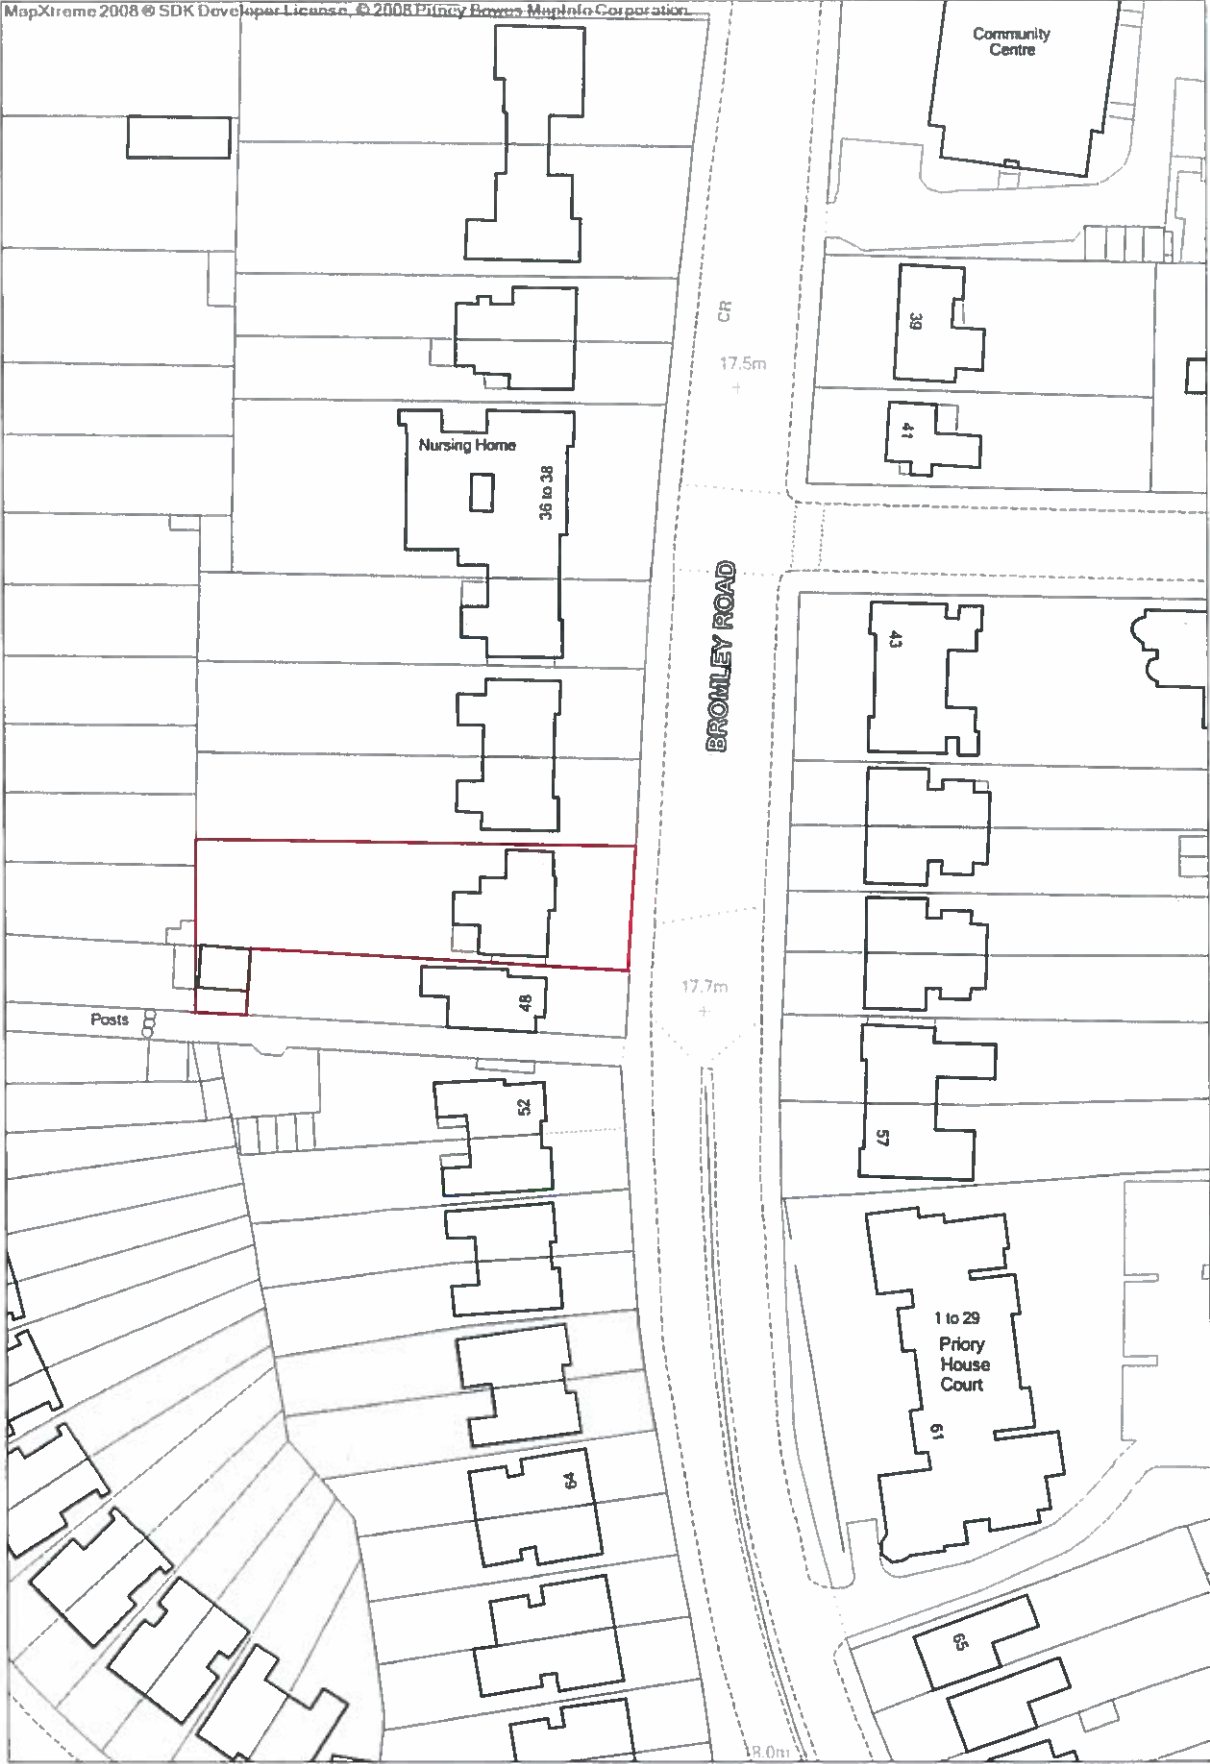 MapXtreme 2008 ® SDK Developer License, © 2008 Pitney Bowes MapInfo Corporation.
Community
Centre
CR
39
17.5m
41
Nursing Home
36 to 38
BROMLEY ROAD
43
17.7m
48
Posts
52
57
1 to 29
Priory
House
Court
61
64
65
8.0m